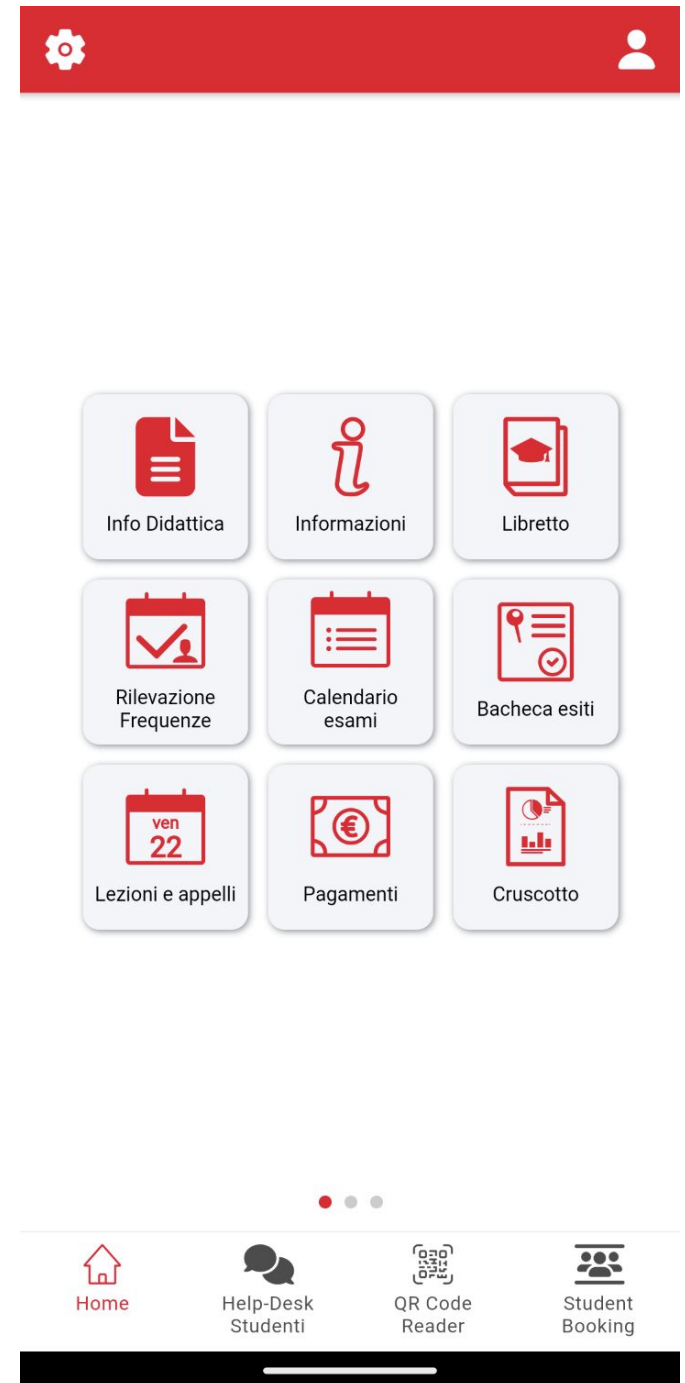 Info Didattica
Informazioni
Libretto
Rilevazione
Frequenze
Calendario
esami
Bacheca esiti
ven
22
Lezioni e appelli
Pagamenti
Cruscotto
Home
Help-Desk
Studenti
QR Code
Reader
Student
Booking